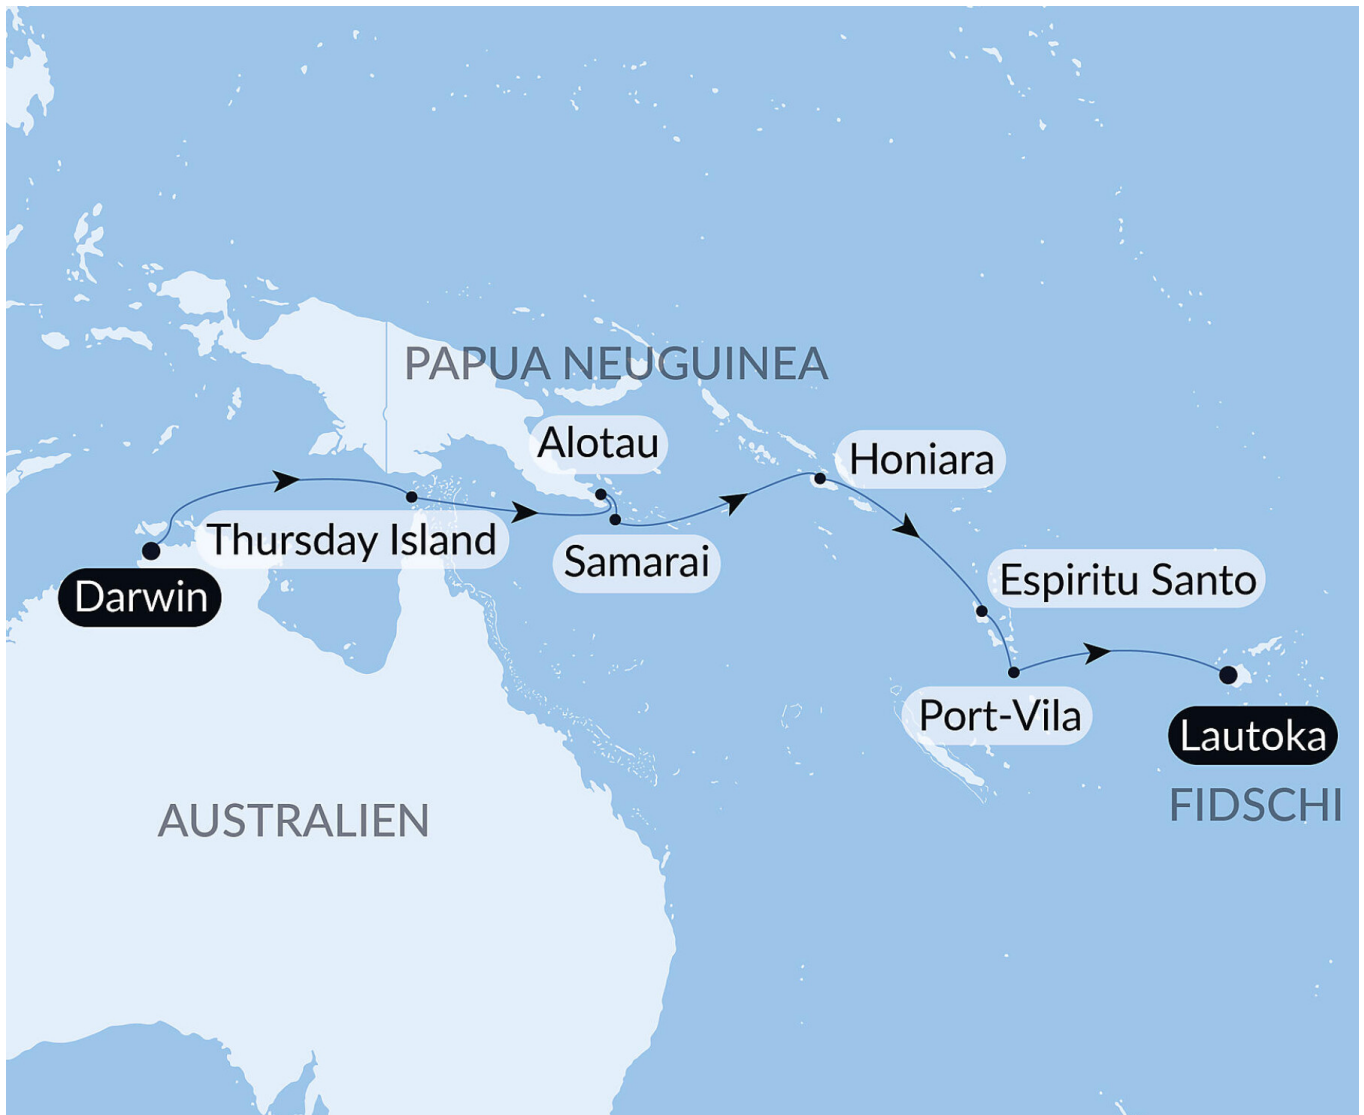 PAPUA NEUGUINEA
Alotau
Honiara
Thursday Island
Samarai
Darwin
Espiritu Santo
Port-Vila
Lautoka
AUSTRALIEN
FIDSCHI